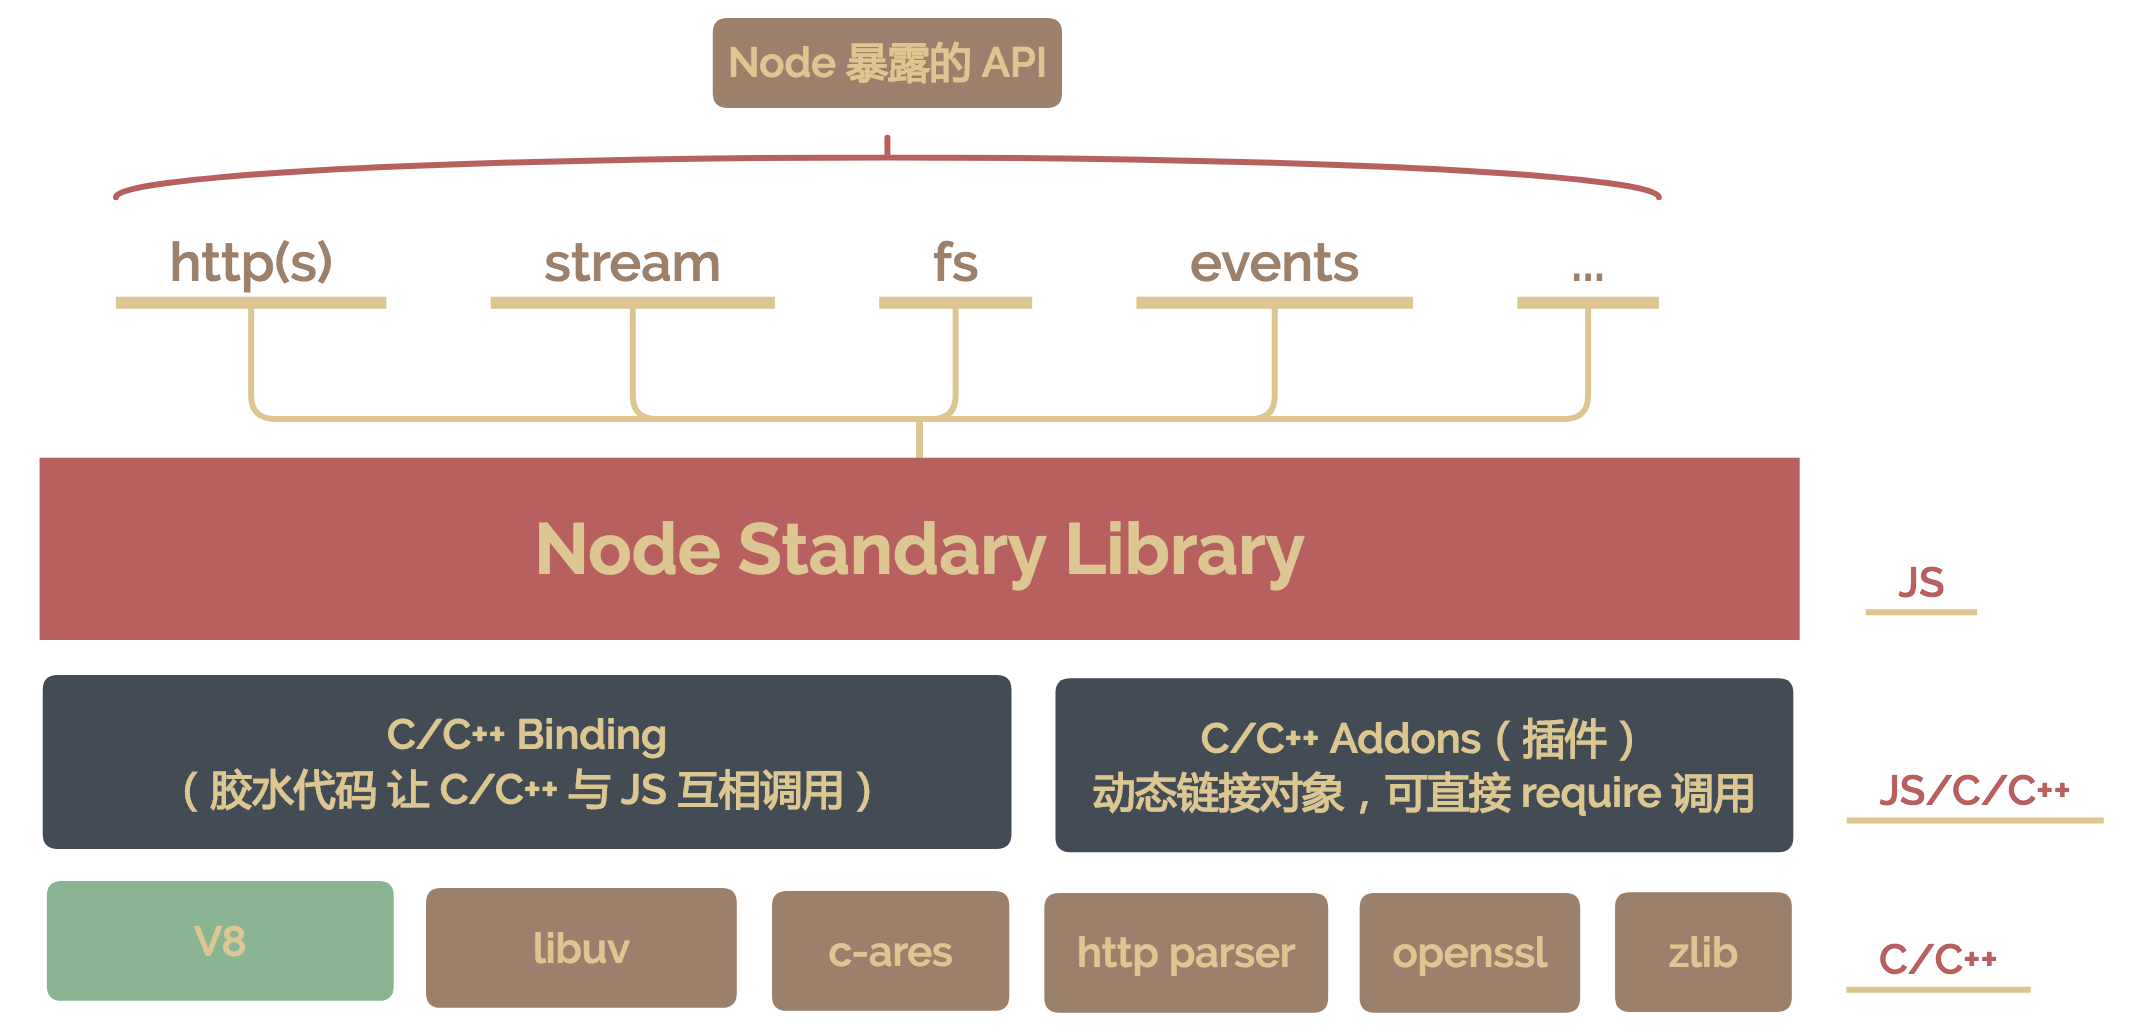 Node 暴露的 API
http(s)
stream
fs
events
...
Node Standary Library
JS
C/C++ Binding
（胶水代码 让 C/C++ 与 JS 互相调用）
C/C++ Addons（插件）
动态链接对象，可直接 require 调用
JS/C/C++
V8
libuv
c-ares
http parser
openssl
zlib
C/C++